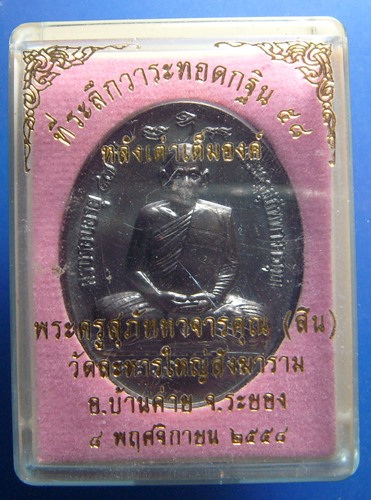 ที่ระลึกวาระทอดกฐิน ๕๔
หลังเต่าเต็มองค์
พระครูสุภัททาจารคุณ (สิน)
วัดละหารใหญ่สังฆาราม
อ.บ้านค่าย จ.ระยอง
๘ พฤศจิกายน ๒๕๕๔